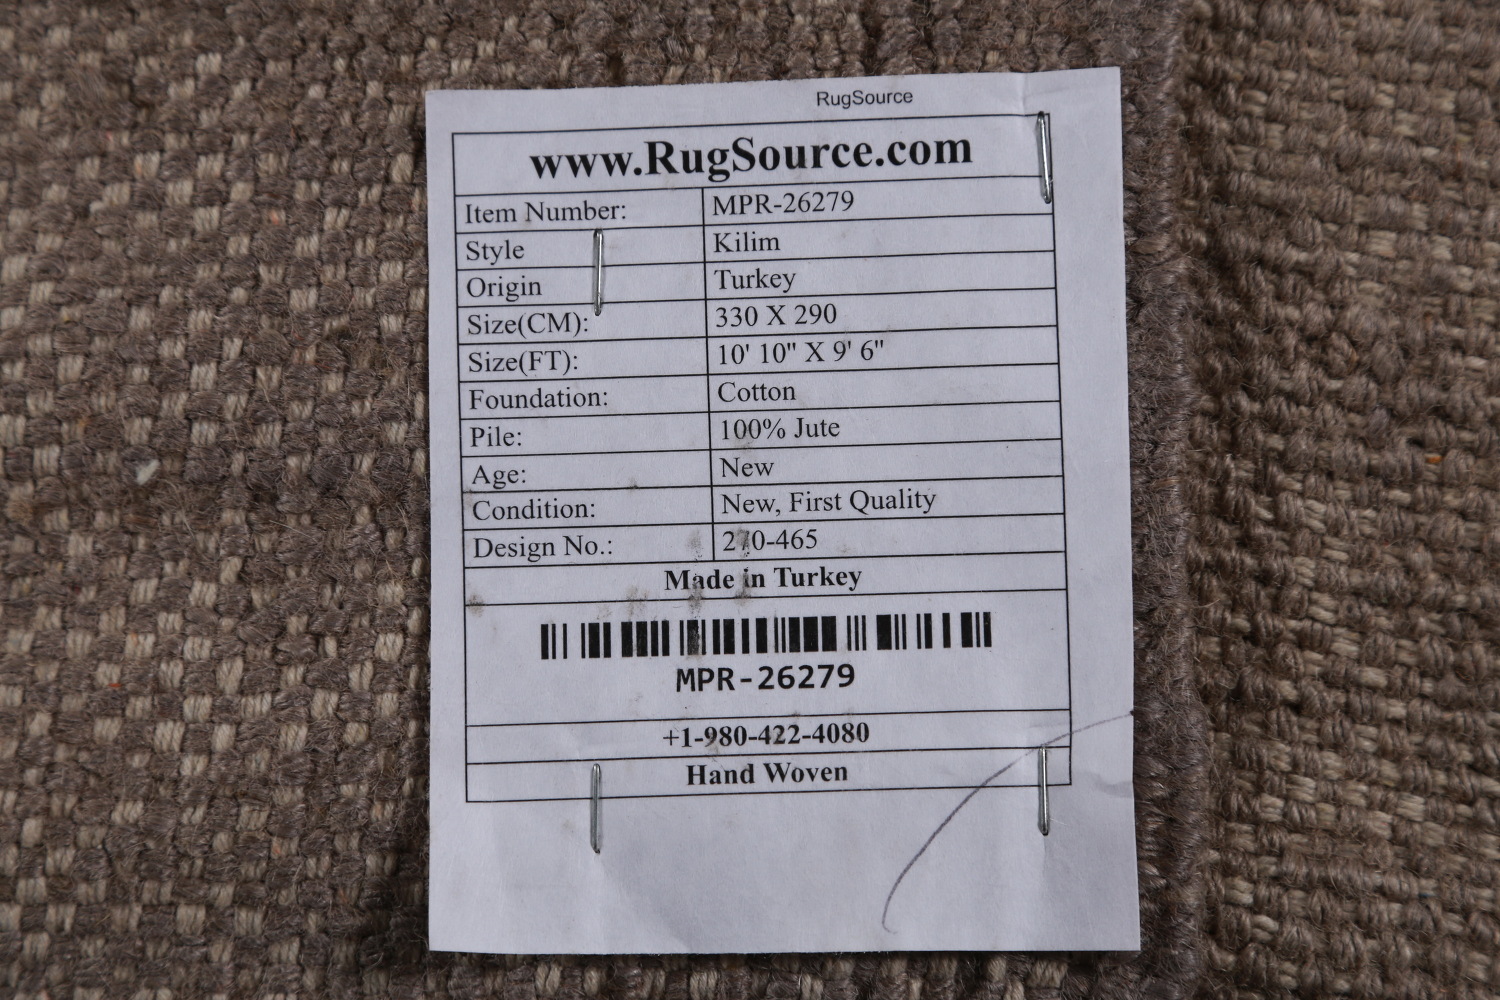 RugSource
www.RugSource.com
Item Number: MPR-26279
Style Kilim
Origin Turkey
Size(CM): 330 X 290
Size(FT): 10' 10" X 9' 6"
Foundation: Cotton
Pile: 100% Jute
Age: New
Condition: New, First Quality
Design No.: 270-465
Made in Turkey
MPR-26279
+1-980-422-4080
Hand Woven